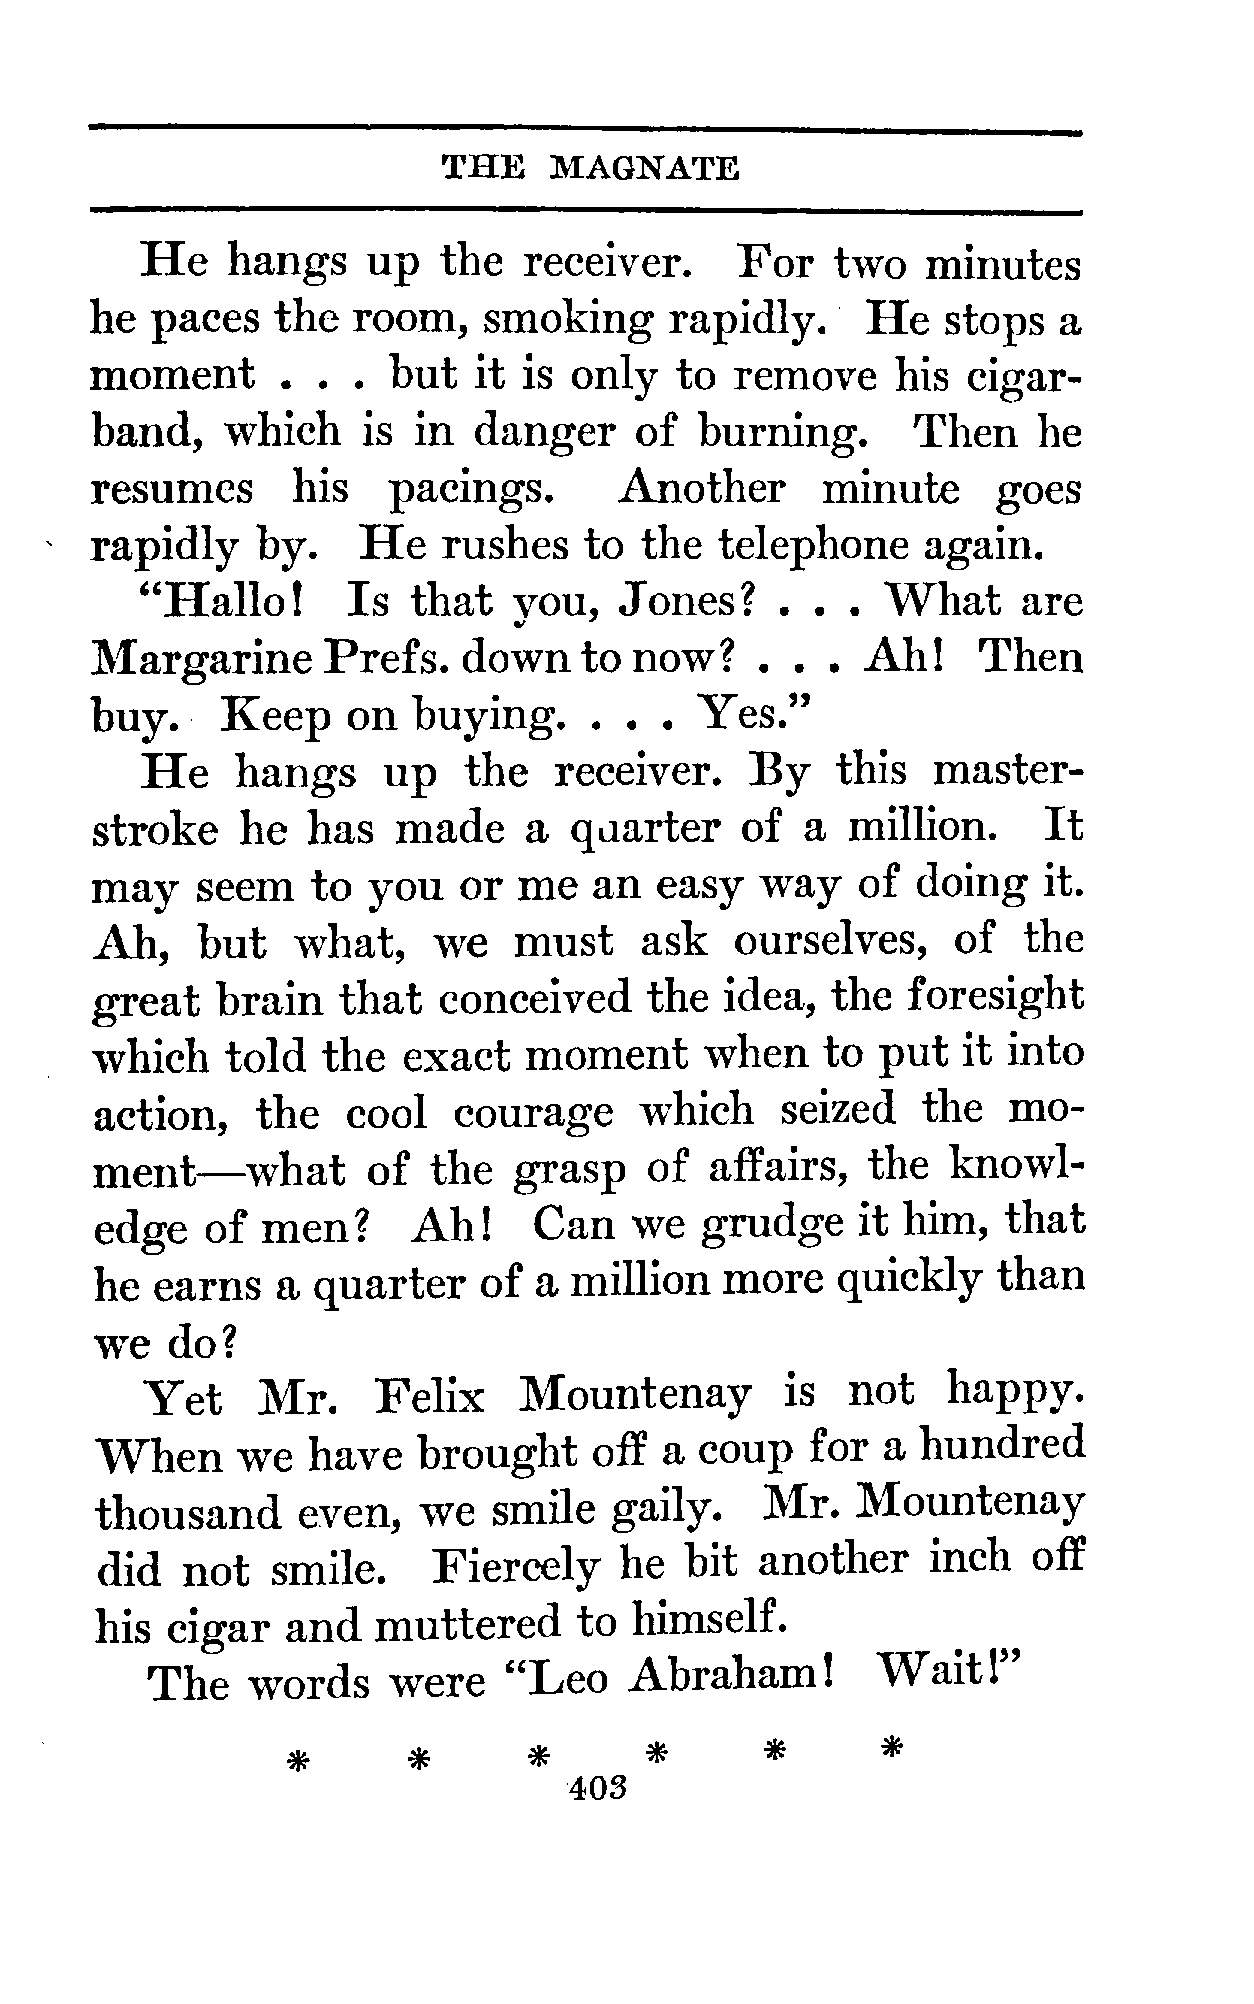 THE MAGNATE
He hangs up the receiver. For two minutes
he paces the room, smoking rapidly. He stops a
moment . . . but it is only to remove his cigar-
band, which is in danger of burning. Then he
resumes his pacings. Another minute goes
rapidly by. He rushes to the telephone again.
“Hallo! Is that you, Jones? . . . What are
Margarine Prefs. down to now? . . . Ah! Then
buy. Keep on buying. . . . Yes.”
He hangs up the receiver. By this master-
stroke he has made a quarter of a million. It
may seem to you or me an easy way of doing it.
Ah, but what, we must ask ourselves, of the
great brain that conceived the idea, the foresight
which told the exact moment when to put it into
action, the cool courage which seized the mo-
ment—what of the grasp of affairs, the knowl-
edge of men? Ah! Can we grudge it him, that
he earns a quarter of a million more quickly than
we do?
Yet Mr. Felix Mountenay is not happy.
When we have brought off a coup for a hundred
thousand even, we smile gaily. Mr. Mountenay
did not smile. Fiercely he bit another inch off
his cigar and muttered to himself.
The words were “Leo Abraham! Wait!”
* * * * * *
403